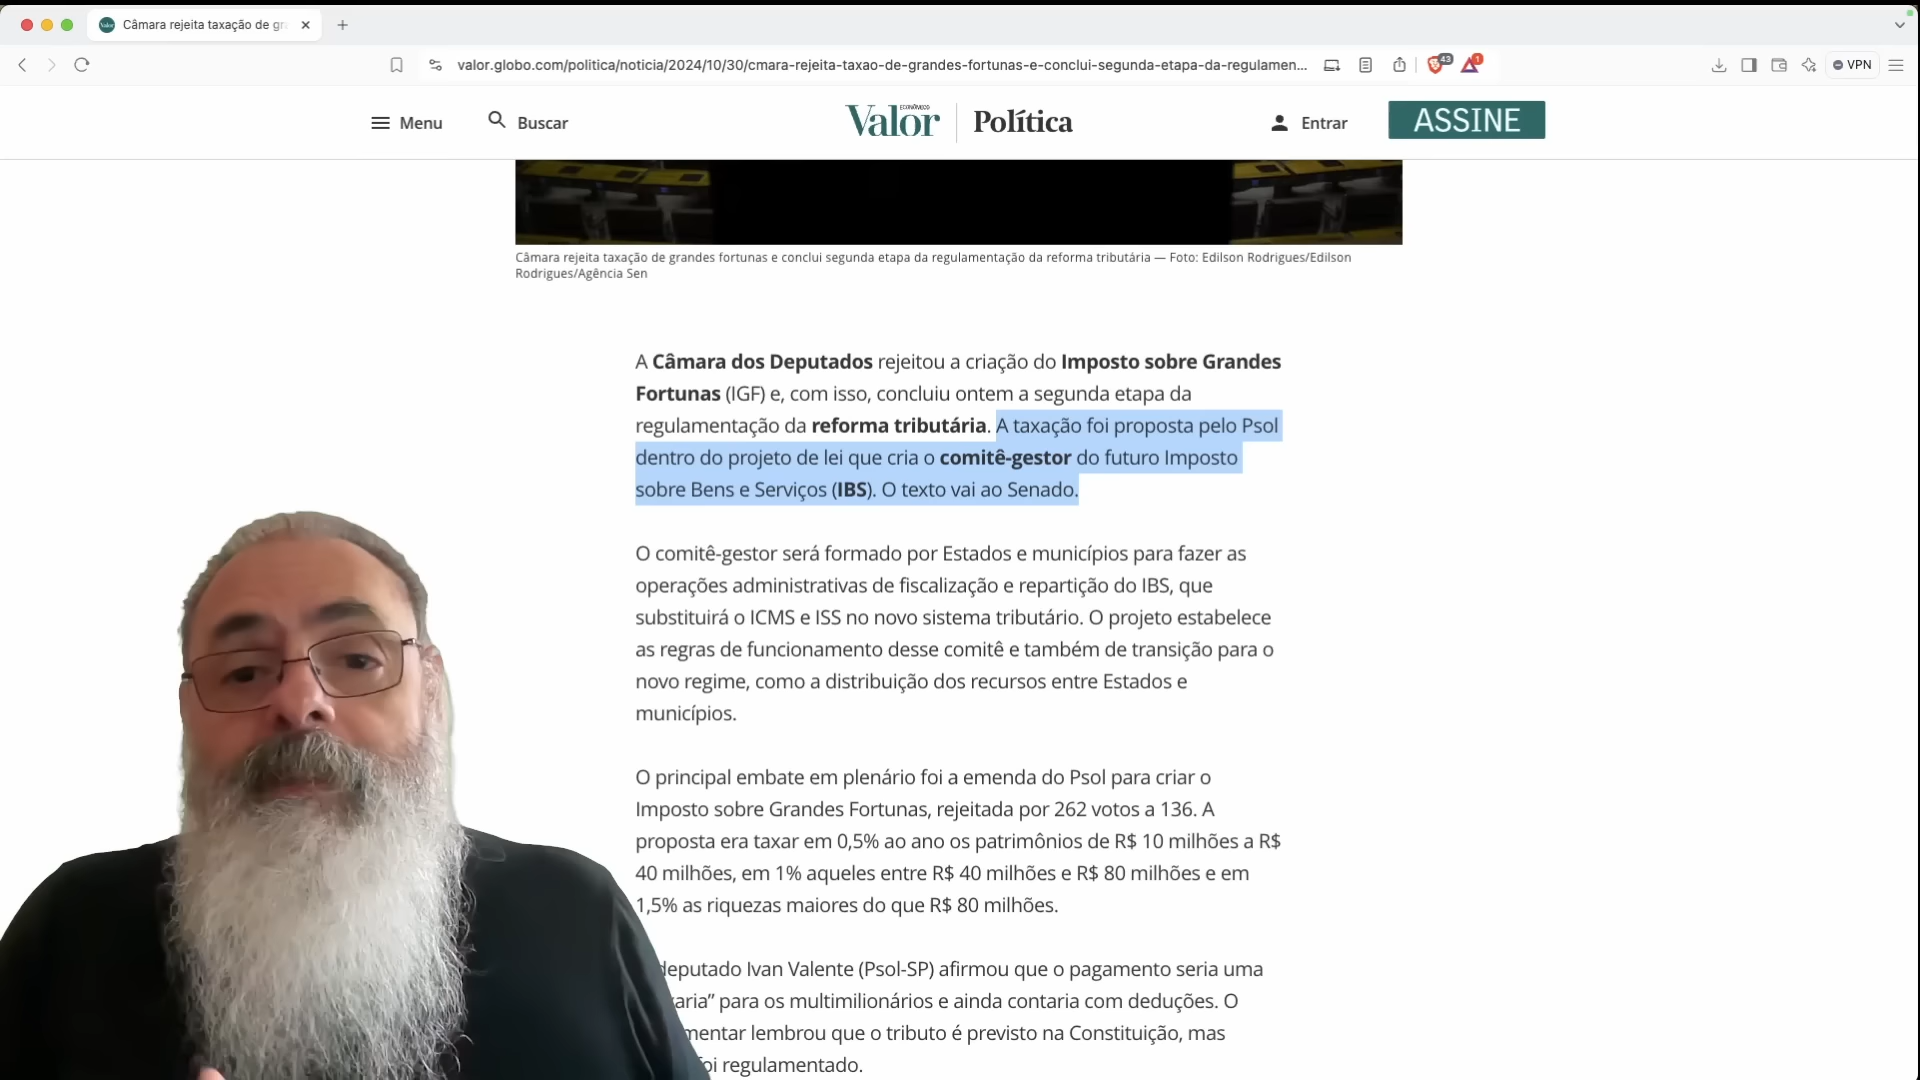 Câmara rejeita taxação de gr
valor.globo.com/politica/noticia/2024/10/30/cmara-rejeita-taxao-de-grandes-fortunas-e-conclui-segunda-etapa-da-regulamen...
43
1
VPN
Menu
Buscar
Valor
ECONÔMICO
Política
Entrar
ASSINE
Câmara rejeita taxação de grandes fortunas e conclui segunda etapa da regulamentação da reforma tributária — Foto: Edilson Rodrigues/Edilson
Rodrigues/Agência Sen
A Câmara dos Deputados rejeitou a criação do Imposto sobre Grandes
Fortunas (IGF) e, com isso, concluiu ontem a segunda etapa da
regulamentação da reforma tributária. A taxação foi proposta pelo Psol
dentro do projeto de lei que cria o comitê-gestor do futuro Imposto
sobre Bens e Serviços (IBS). O texto vai ao Senado.
O comitê-gestor será formado por Estados e municípios para fazer as
operações administrativas de fiscalização e repartição do IBS, que
substituirá o ICMS e ISS no novo sistema tributário. O projeto estabelece
as regras de funcionamento desse comitê e também de transição para o
novo regime, como a distribuição dos recursos entre Estados e
municípios.
O principal embate em plenário foi a emenda do Psol para criar o
Imposto sobre Grandes Fortunas, rejeitada por 262 votos a 136. A
proposta era taxar em 0,5% ao ano os patrimônios de R$ 10 milhões a R$
40 milhões, em 1% aqueles entre R$ 40 milhões e R$ 80 milhões e em
1,5% as riquezas maiores do que R$ 80 milhões.
deputado Ivan Valente (Psol-SP) afirmou que o pagamento seria uma
aria” para os multimilionários e ainda contaria com deduções. O
mentar lembrou que o tributo é previsto na Constituição, mas
oi regulamentado.